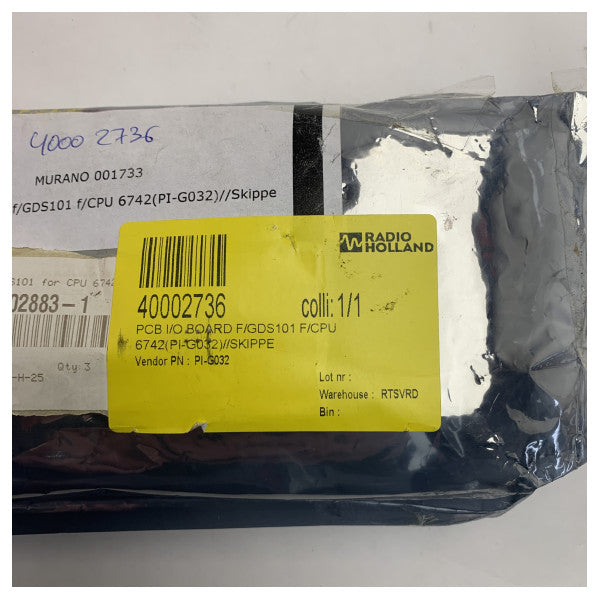 4000 2736
MURANO 001733
f/GDS101 f/CPU 6742(PI-G032)//Skippe
S101 for CPU 6742
02883-1
Qty: 3
-H-25
RADIO
HOLLAND
40002736 colli: 1/1
PCB I/O BOARD F/GDS101 F/CPU
6742(PI-G032)//SKIPPE
Vendor PN : PI-G032
Lot nr :
Warehouse : RTSVRD
Bin :